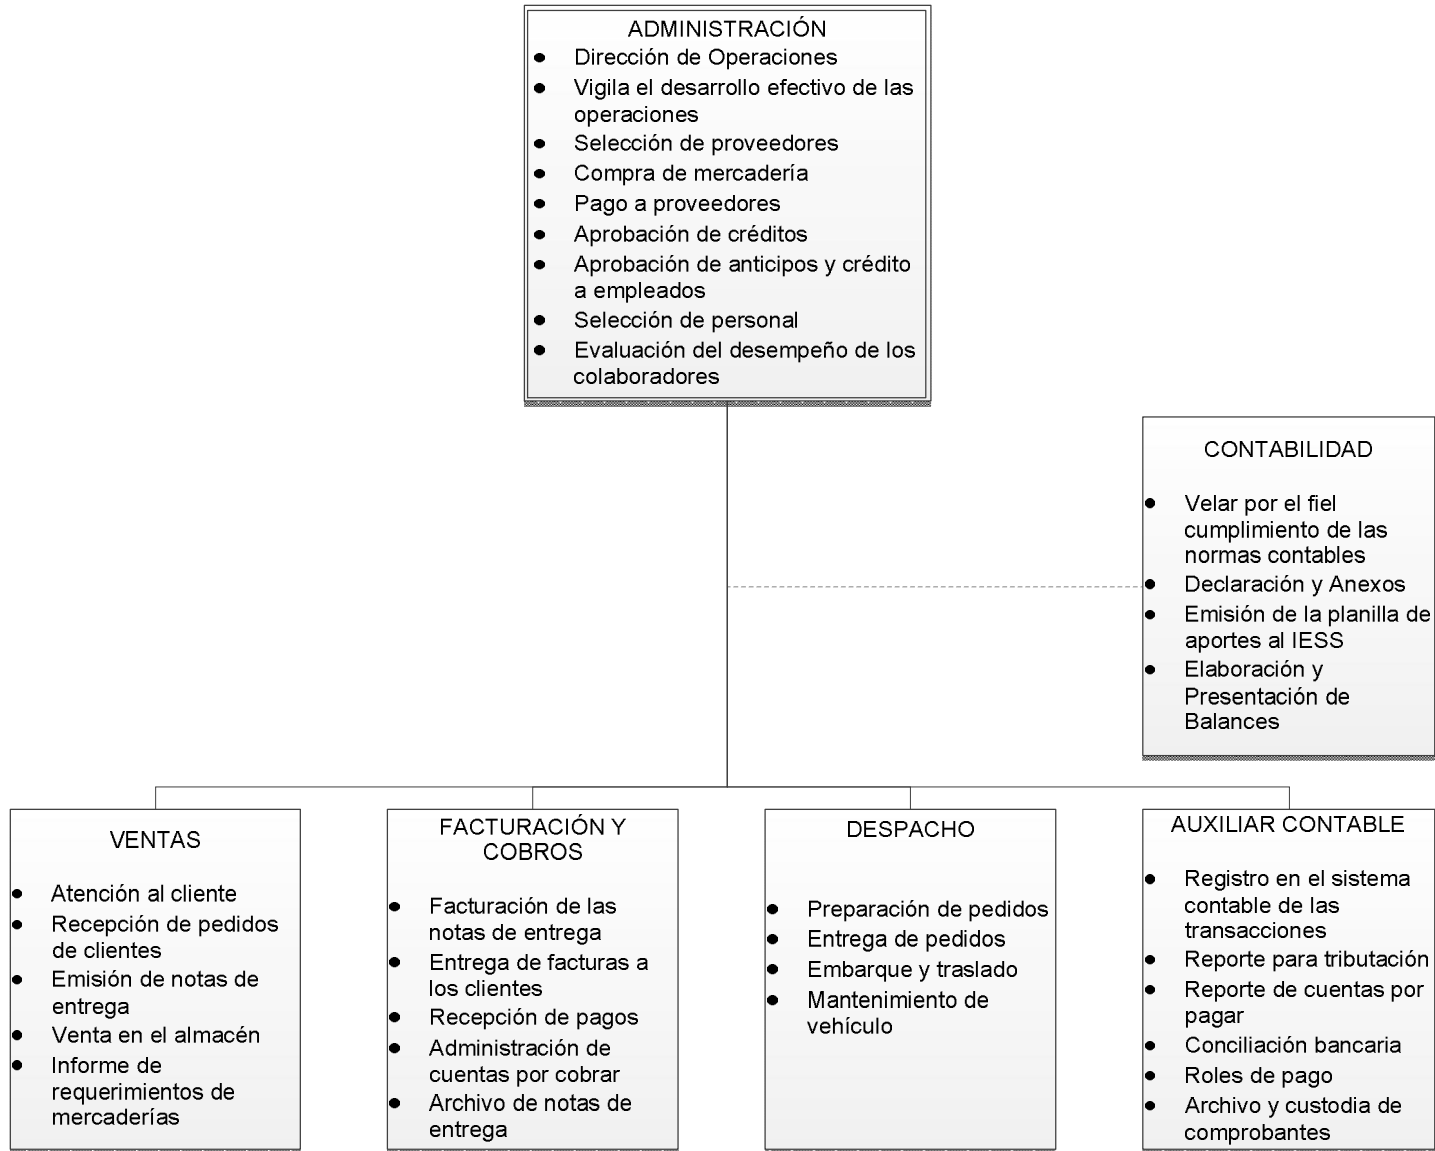 ADMINISTRACIÓN
● Dirección de Operaciones
● Vigila el desarrollo efectivo de las
operaciones
● Selección de proveedores
● Compra de mercadería
● Pago a proveedores
● Aprobación de créditos
● Aprobación de anticipos y crédito
a empleados
● Selección de personal
● Evaluación del desempeño de los
colaboradores
CONTABILIDAD
● Velar por el fiel
cumplimiento de las
normas contables
● Declaración y Anexos
● Emisión de la planilla de
aportes al IESS
● Elaboración y
Presentación de
Balances
VENTAS
● Atención al cliente
● Recepción de pedidos
de clientes
● Emisión de notas de
entrega
● Venta en el almacén
● Informe de
requerimientos de
mercaderías
FACTURACIÓN Y
COBROS
● Facturación de las
notas de entrega
● Entrega de facturas a
los clientes
● Recepción de pagos
● Administración de
cuentas por cobrar
● Archivo de notas de
entrega
DESPACHO
● Preparación de pedidos
● Entrega de pedidos
● Embarque y traslado
● Mantenimiento de
vehículo
AUXILIAR CONTABLE
● Registro en el sistema
contable de las
transacciones
● Reporte para tributación
● Reporte de cuentas por
pagar
● Conciliación bancaria
● Roles de pago
● Archivo y custodia de
comprobantes